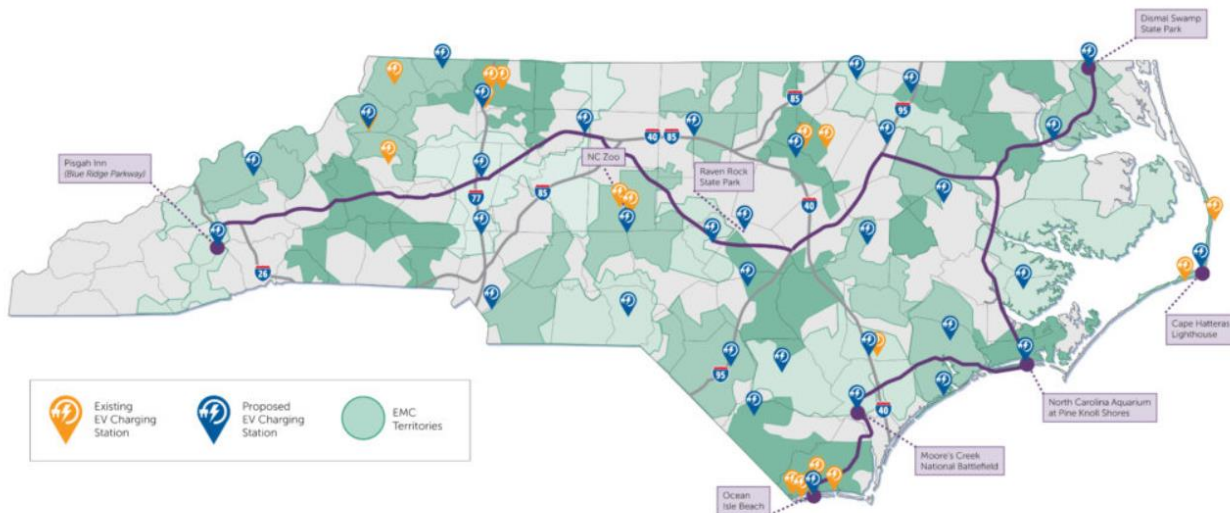 Dismal Swamp
State Park
85
95
40
85
NC Zoo
Pisgah Inn
(Blue Ridge Parkway)
Raven Rock
State Park
77
85
40
26
Cape Hatteras
Lighthouse
95
40
North Carolina Aquarium
at Pine Knoll Shores
Existing
EV Charging
Station
Proposed
EV Charging
Station
EMC
Territories
Moore's Creek
National Battlefield
Ocean
Isle Beach